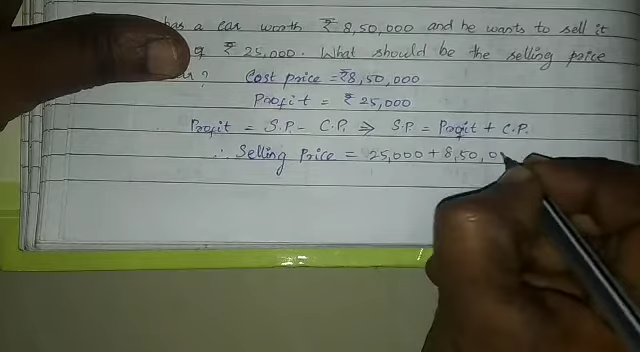 has a car worth ₹ 8,50,000 and he wants to sell it
of ₹ 25,000. What should be the selling price
Cost price = ₹8,50,000
Profit = ₹ 25,000
Profit = S.P. - C.P. ⇒ S.P. = Profit + C.P.
∴ Selling Price = 25,000 + 8,50,0